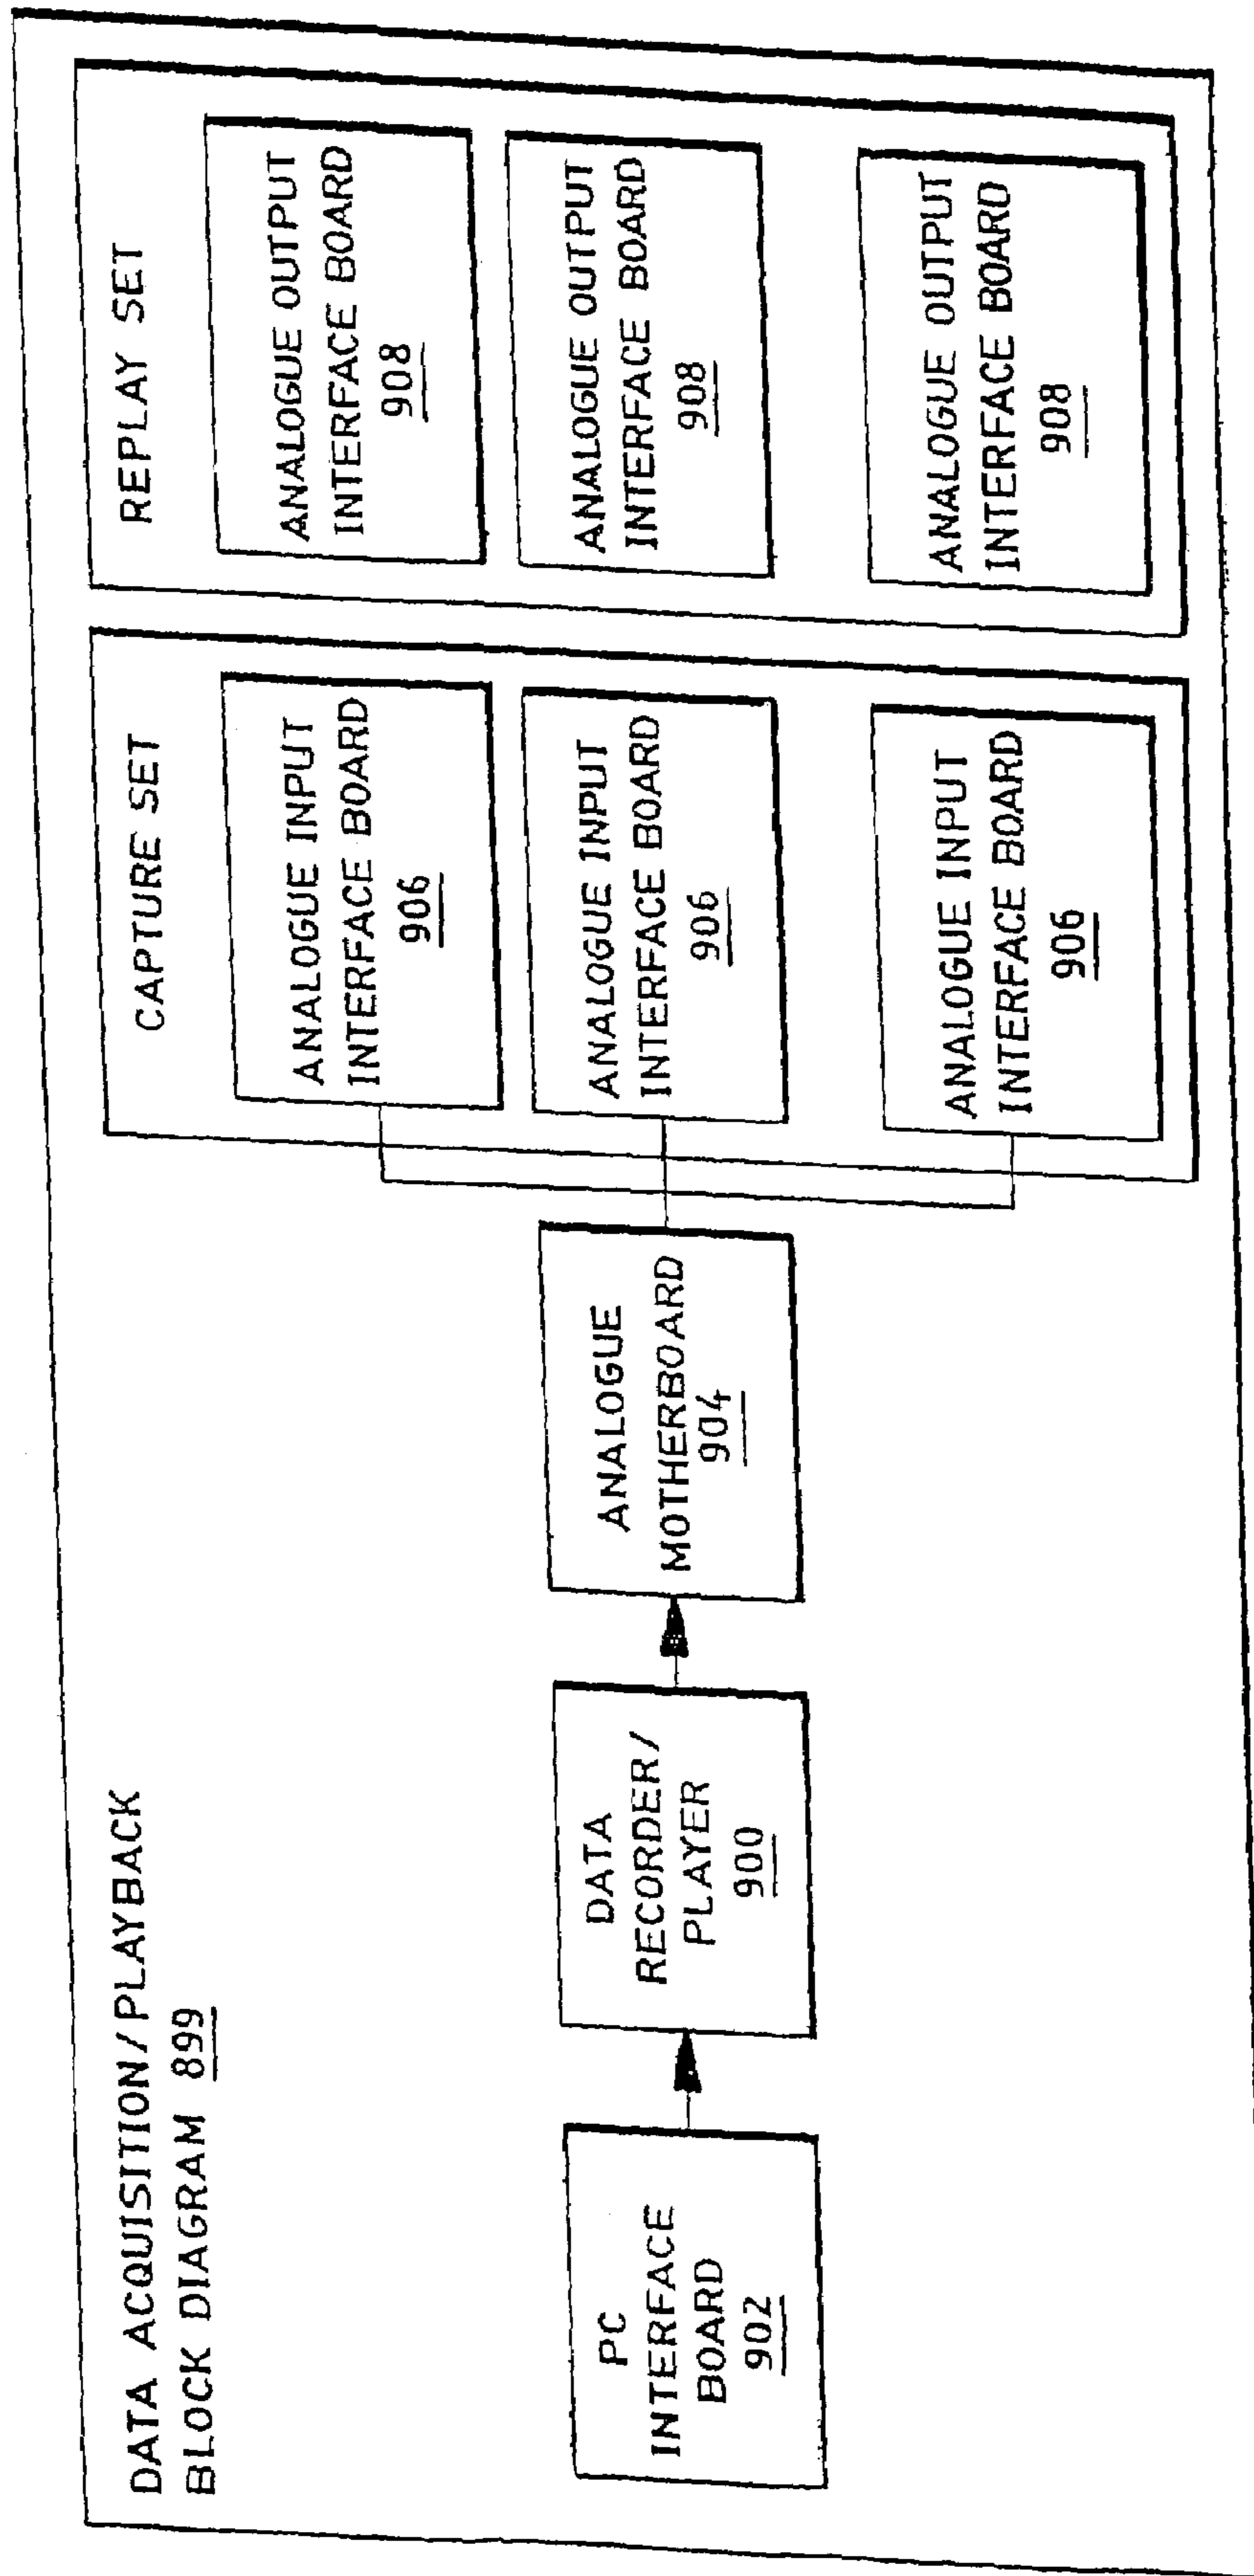 DATA ACQUISITION/PLAYBACK
BLOCK DIAGRAM 899
PC
INTERFACE
BOARD
902
DATA
RECORDER/
PLAYER
900
ANALOGUE
MOTHERBOARD
904
CAPTURE SET
ANALOGUE INPUT
INTERFACE BOARD
906
ANALOGUE INPUT
INTERFACE BOARD
906
ANALOGUE INPUT
INTERFACE BOARD
906
REPLAY SET
ANALOGUE OUTPUT
INTERFACE BOARD
908
ANALOGUE OUTPUT
INTERFACE BOARD
908
ANALOGUE OUTPUT
INTERFACE BOARD
908